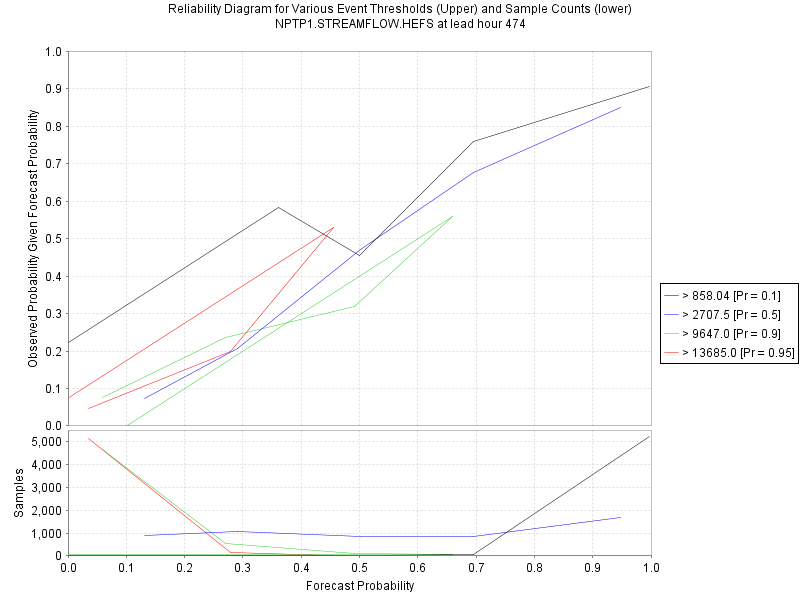 Reliability Diagram for Various Event Thresholds (Upper) and Sample Counts (lower)
NPTP1.STREAMFLOW.HEFS at lead hour 474
Observed Probability Given Forecast Probability
1.0
0.9
0.8
0.7
0.6
0.5
0.4
0.3
0.2
0.1
0.0
> 858.04 [Pr = 0.1]
> 2707.5 [Pr = 0.5]
> 9647.0 [Pr = 0.9]
> 13685.0 [Pr = 0.95]
Samples
5,000
4,000
3,000
2,000
1,000
0
0.0 0.1 0.2 0.3 0.4 0.5 0.6 0.7 0.8 0.9 1.0
Forecast Probability